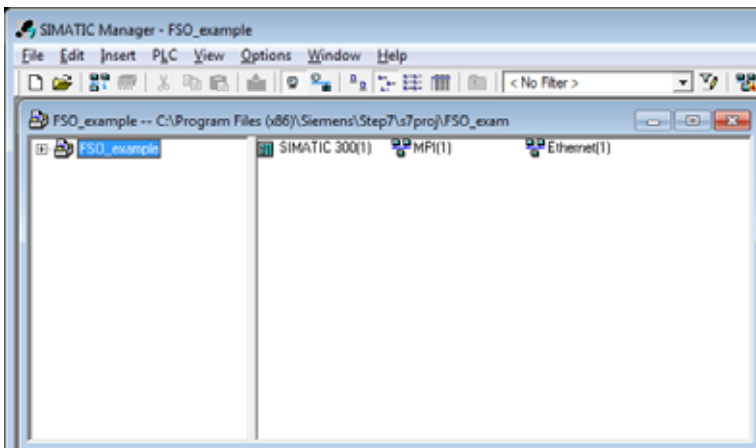 SIMATIC Manager - FSO_example
File Edit Insert PLC View Options Window Help
< No Filter >
FSO_example -- C:\Program Files (x86)\Siemens\Step7\s7proj\FSO_exam
FSO_example SIMATIC 300(1) MPI(1) Ethernet(1)